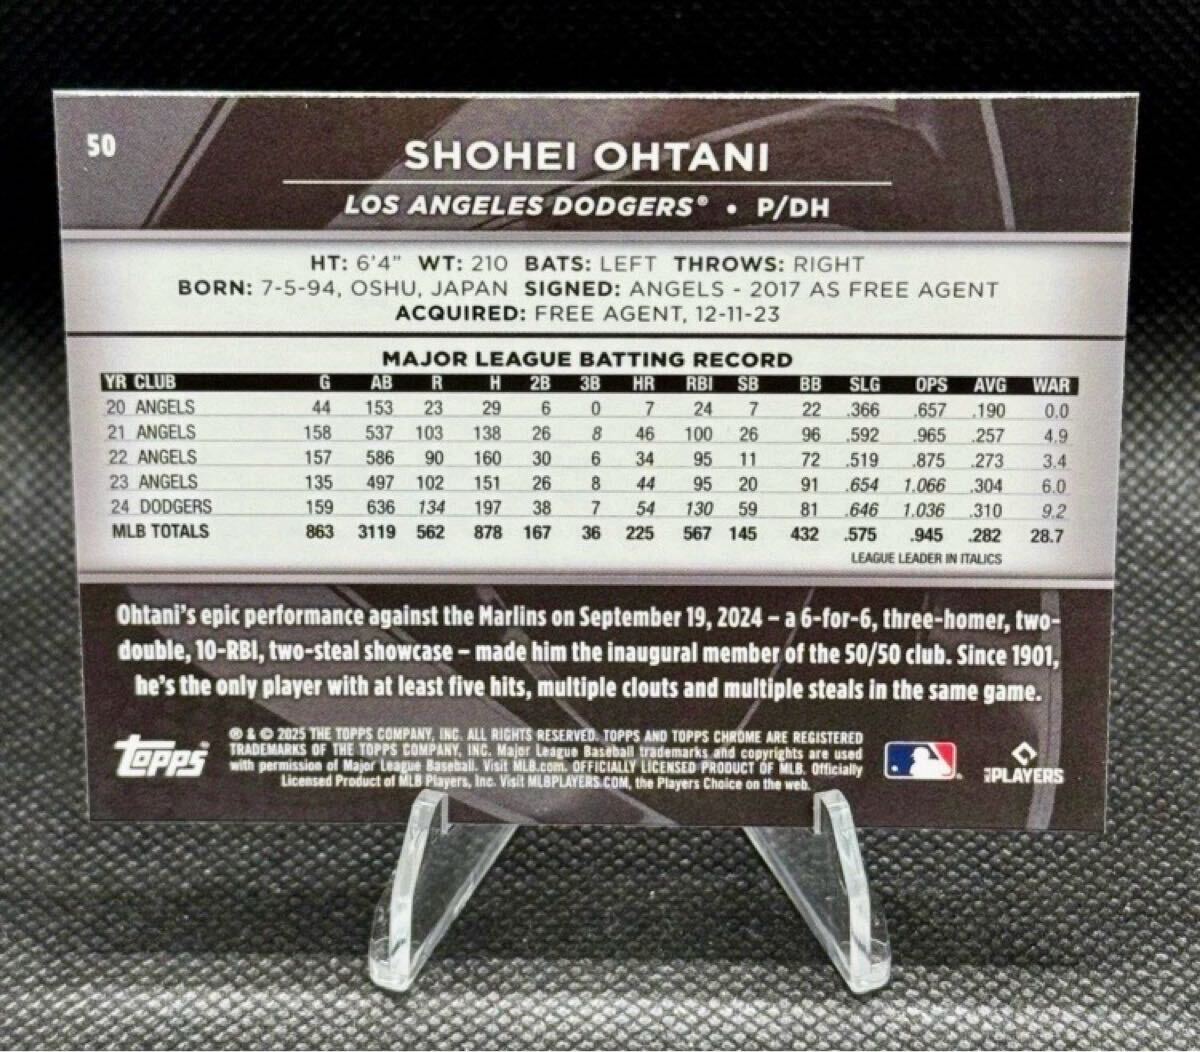 50
SHOHEI OHTANI
LOS ANGELES DODGERS® • P/DH
HT: 6'4" WT: 210 BATS: LEFT THROWS: RIGHT
BORN: 7-5-94, OSHU, JAPAN SIGNED: ANGELS - 2017 AS FREE AGENT
ACQUIRED: FREE AGENT, 12-11-23
MAJOR LEAGUE BATTING RECORD
YR CLUB G AB R H 2B 3B HR RBI SB BB SLG OPS AVG WAR
20 ANGELS 44 153 23 29 6 0 7 24 7 22 .366 .657 .190 0.0
21 ANGELS 158 537 103 138 26 8 46 100 26 96 .592 .965 .257 4.9
22 ANGELS 157 586 90 160 30 6 34 95 11 72 .519 .875 .273 3.4
23 ANGELS 135 497 102 151 26 8 44 95 20 91 .654 1.066 .304 6.0
24 DODGERS 159 636 134 197 38 7 54 130 59 81 .646 1.036 .310 9.2
MLB TOTALS 863 3119 562 878 167 36 225 567 145 432 .575 .945 .282 28.7
LEAGUE LEADER IN ITALICS
Ohtani's epic performance against the Marlins on September 19, 2024 – a 6-for-6, three-homer, two-
double, 10-RBI, two-steal showcase – made him the inaugural member of the 50/50 club. Since 1901,
he's the only player with at least five hits, multiple clouts and multiple steals in the same game.
topps®
® & © 2025 THE TOPPS COMPANY, INC. ALL RIGHTS RESERVED. TOPPS AND TOPPS CHROME ARE REGISTERED
TRADEMARKS OF THE TOPPS COMPANY, INC. Major League Baseball trademarks and copyrights are used
with permission of Major League Baseball. Visit MLB.com. OFFICIALLY LICENSED PRODUCT OF MLB. Officially
Licensed Product of MLB Players, Inc. Visit MLBPLAYERS.COM, the Players Choice on the web.
MLBPLAYERS